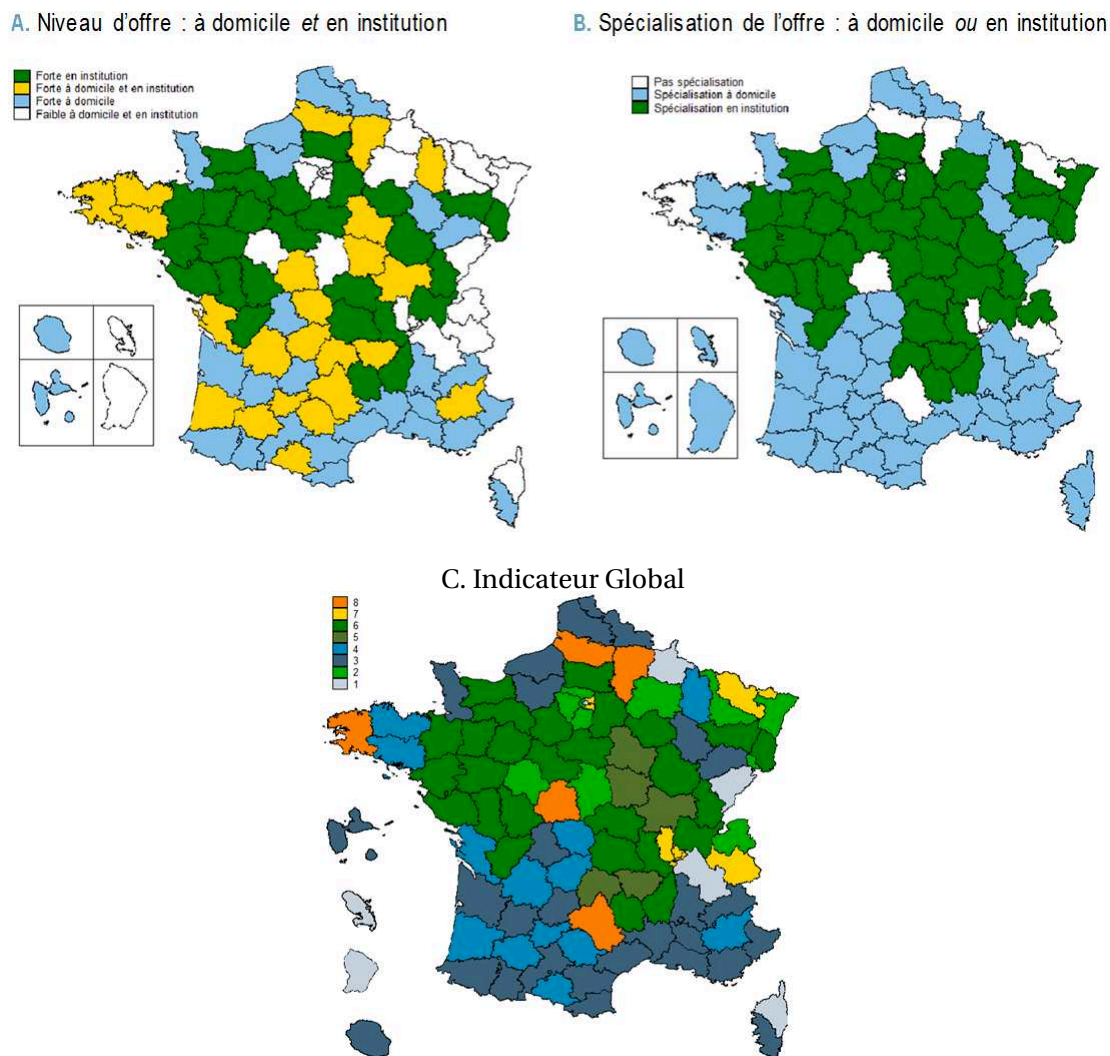 A. Niveau d'offre : à domicile et en institution
B. Spécialisation de l'offre : à domicile ou en institution
Forte en institution
Forte à domicile et en institution
Forte à domicile
Faible à domicile et en institution
Pas spécialisation
Spécialisation à domicile
Spécialisation en institution
C. Indicateur Global
8
7
6
5
4
3
2
1